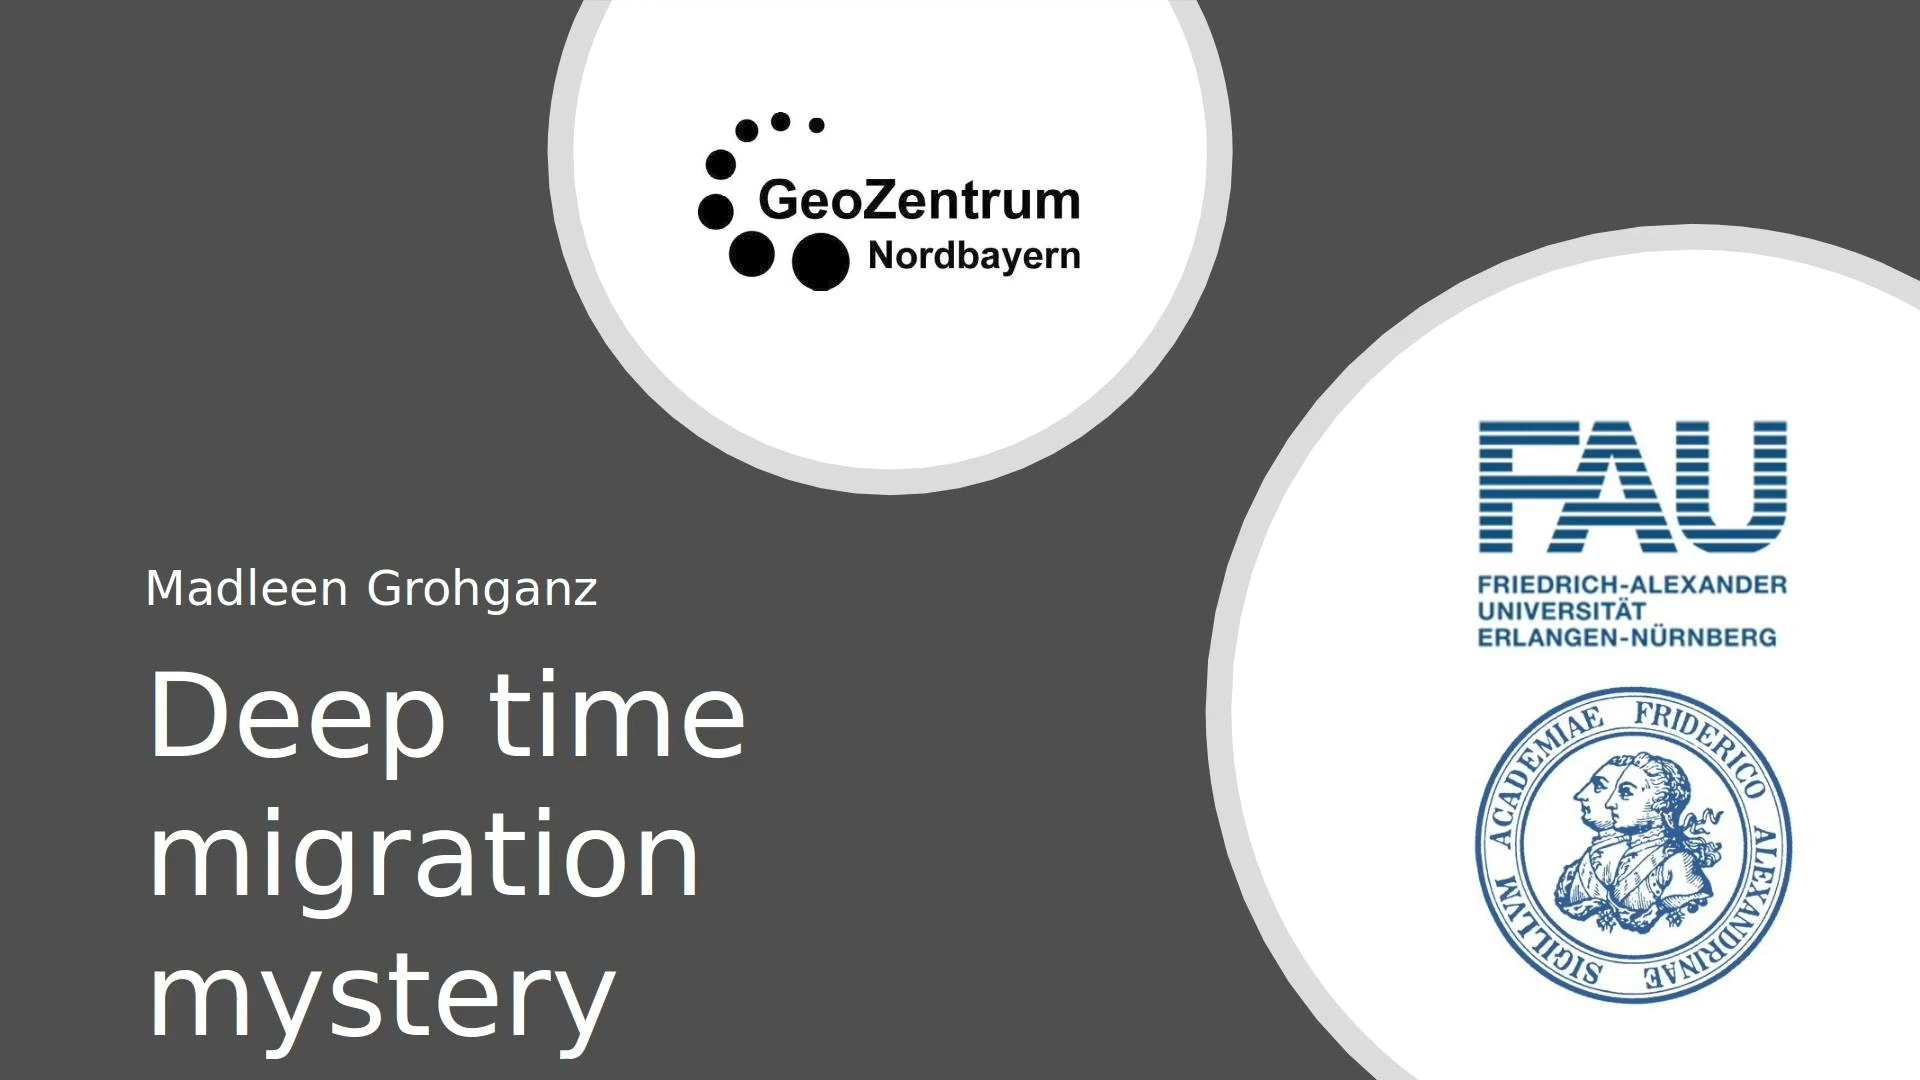 GeoZentrum
Nordbayern
FAU
FRIEDRICH-ALEXANDER
UNIVERSITÄT
ERLANGEN-NÜRNBERG
SIGILLVM ACADEMIAE FRIDERICO ALEXANDRINAE
Madleen Grohganz
Deep time
migration
mystery